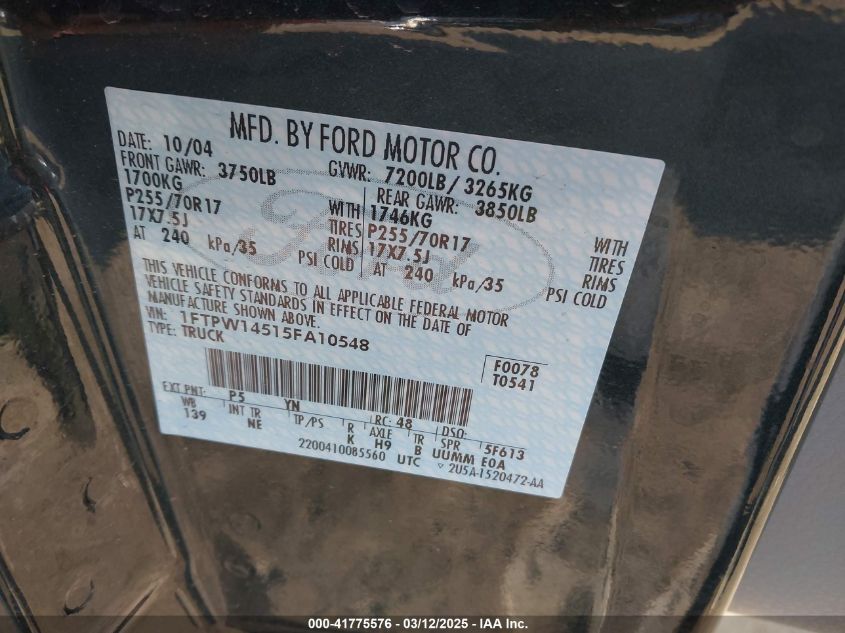 MFD. BY FORD MOTOR CO.
DATE: 10/04 GVWR: 7200LB/ 3265KG
FRONT GAWR: 3750LB REAR GAWR: 3850LB
1700KG WITH 1746KG WITH
P255/70R17 TIRES P255/70R17 TIRES
17X7.5J RIMS 17X7.5J RIMS
AT 240 kPa/35 PSI COLD AT 240 kPa/35 PSI COLD
THIS VEHICLE CONFORMS TO ALL APPLICABLE FEDERAL MOTOR
VEHICLE SAFETY STANDARDS IN EFFECT ON THE DATE OF
MANUFACTURE SHOWN ABOVE.
VIN: 1FTPW14515FA10548
TYPE: TRUCK
F0078
T0541
EXT PNT: P5 YN RC: 48 DSO:
WB INT TR TP/PS R AXLE TR SPR 5F613
139 NE K H9 B UUMM E0A
2200410085560 UTC ▽ 2U5A-1520472-AA
Ford
000-41775576 - 03/12/2025 - IAA Inc.